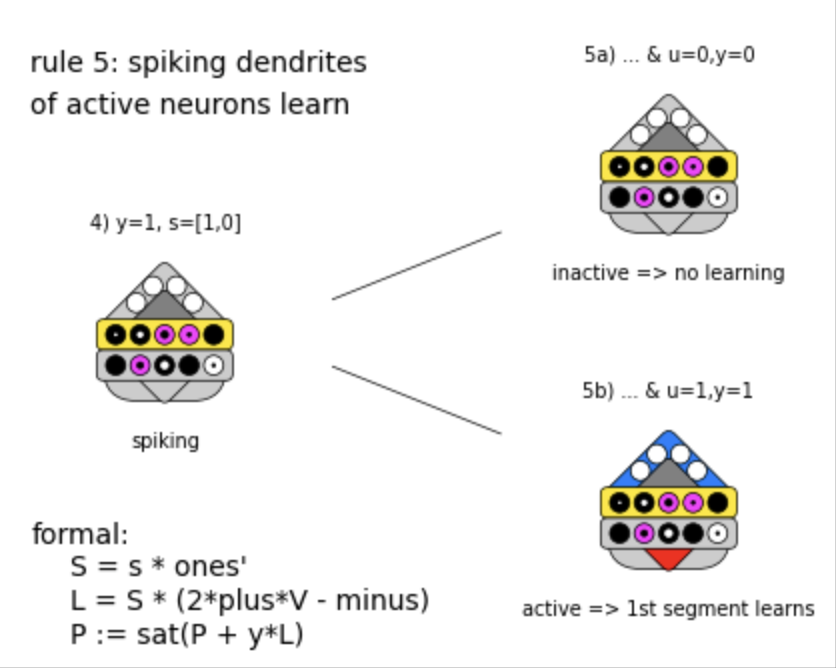 rule 5: spiking dendrites
of active neurons learn
4) y=1, s=[1,0]
spiking
5a) ... & u=0,y=0
inactive => no learning
5b) ... & u=1,y=1
active => 1st segment learns
formal:
S = s * ones'
L = S * (2*plus*V - minus)
P := sat(P + y*L)